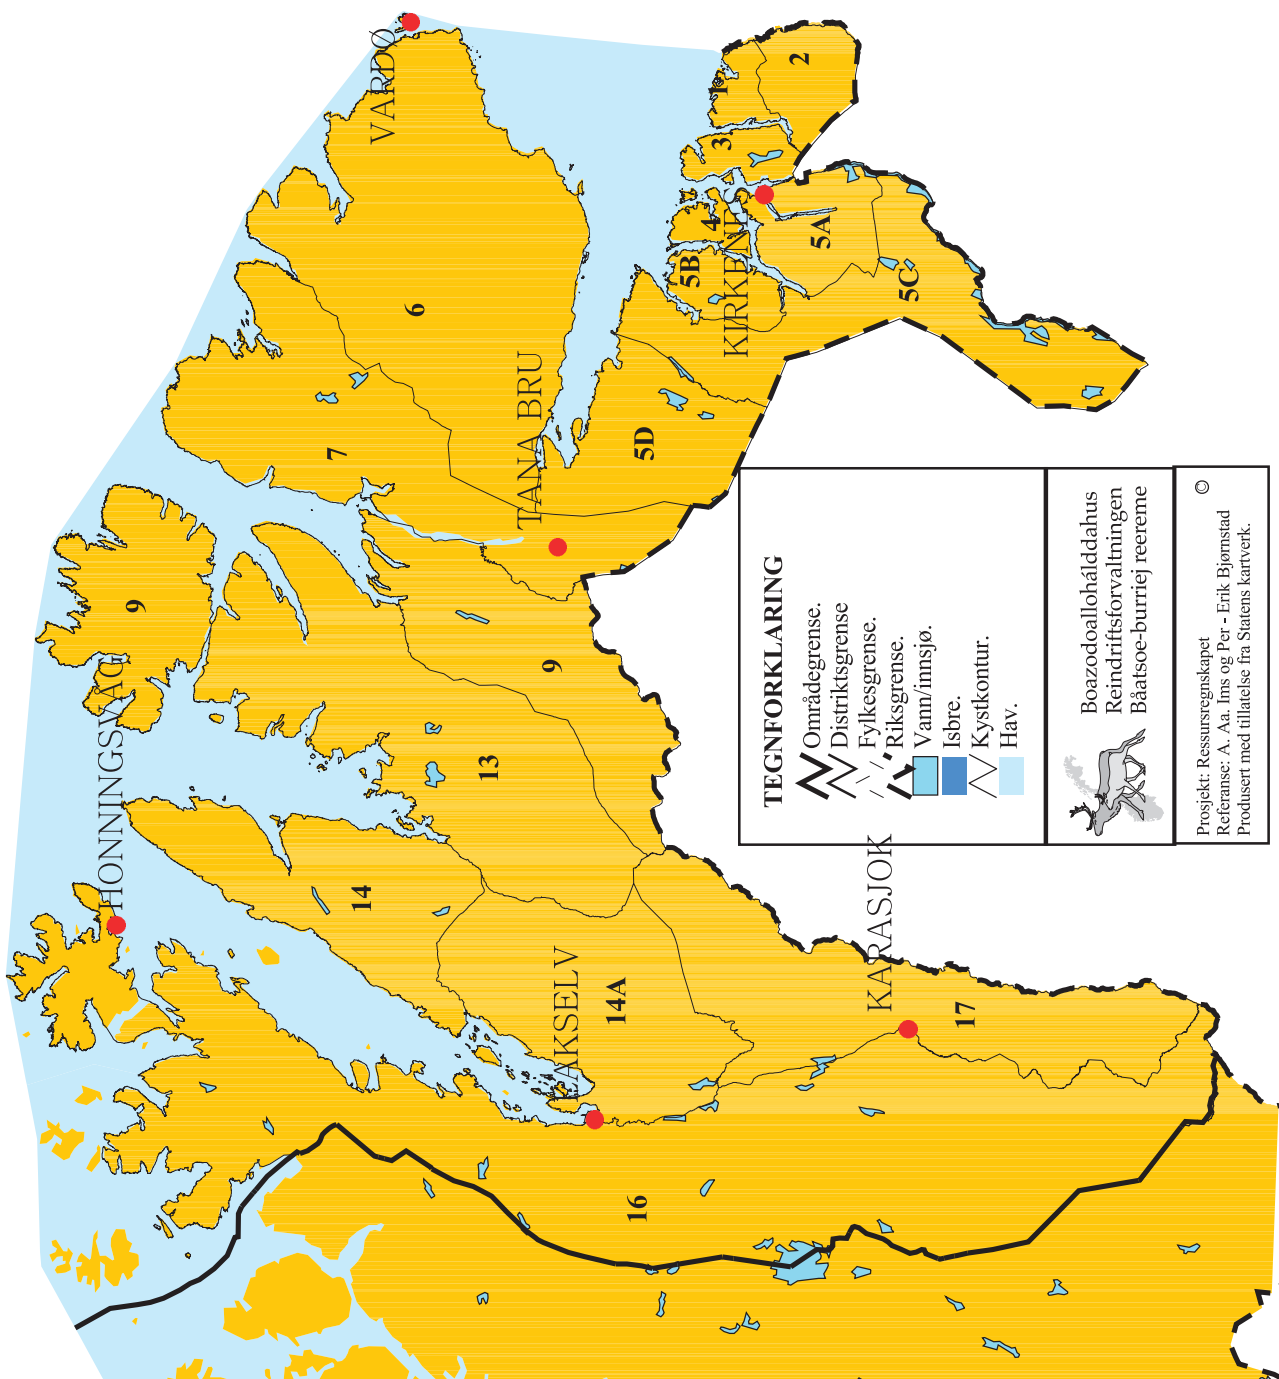 VARDØ
HONNINGSVÅG
TANA BRU
KIRKENES
LAKSELV
KARASJOK
1
2
3
4
5A
5B
5C
5D
6
7
9
9
13
14
14A
16
17
TEGNFORKLARING
Områdegrense.
Distriktsgrense
Fylkesgrense.
Riksgrense.
Vann/innsjø.
Isbre.
Kystkontur.
Hav.
Boazodoallohálddahus
Reindriftsforvaltningen
Båatsoe-burriej reereme
Prosjekt: Ressursregnskapet ©
Referanse: A. Aa. Ims og Per - Erik Bjørnstad
Produsert med tillatelse fra Statens kartverk.